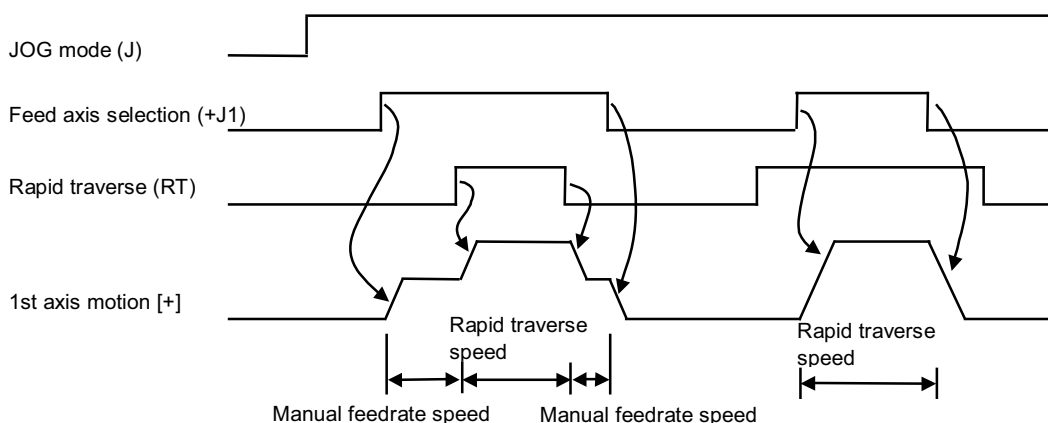 JOG mode (J)
Feed axis selection (+J1)
Rapid traverse (RT)
1st axis motion [+]
Rapid traverse
speed
Rapid traverse
speed
Manual feedrate speed
Manual feedrate speed